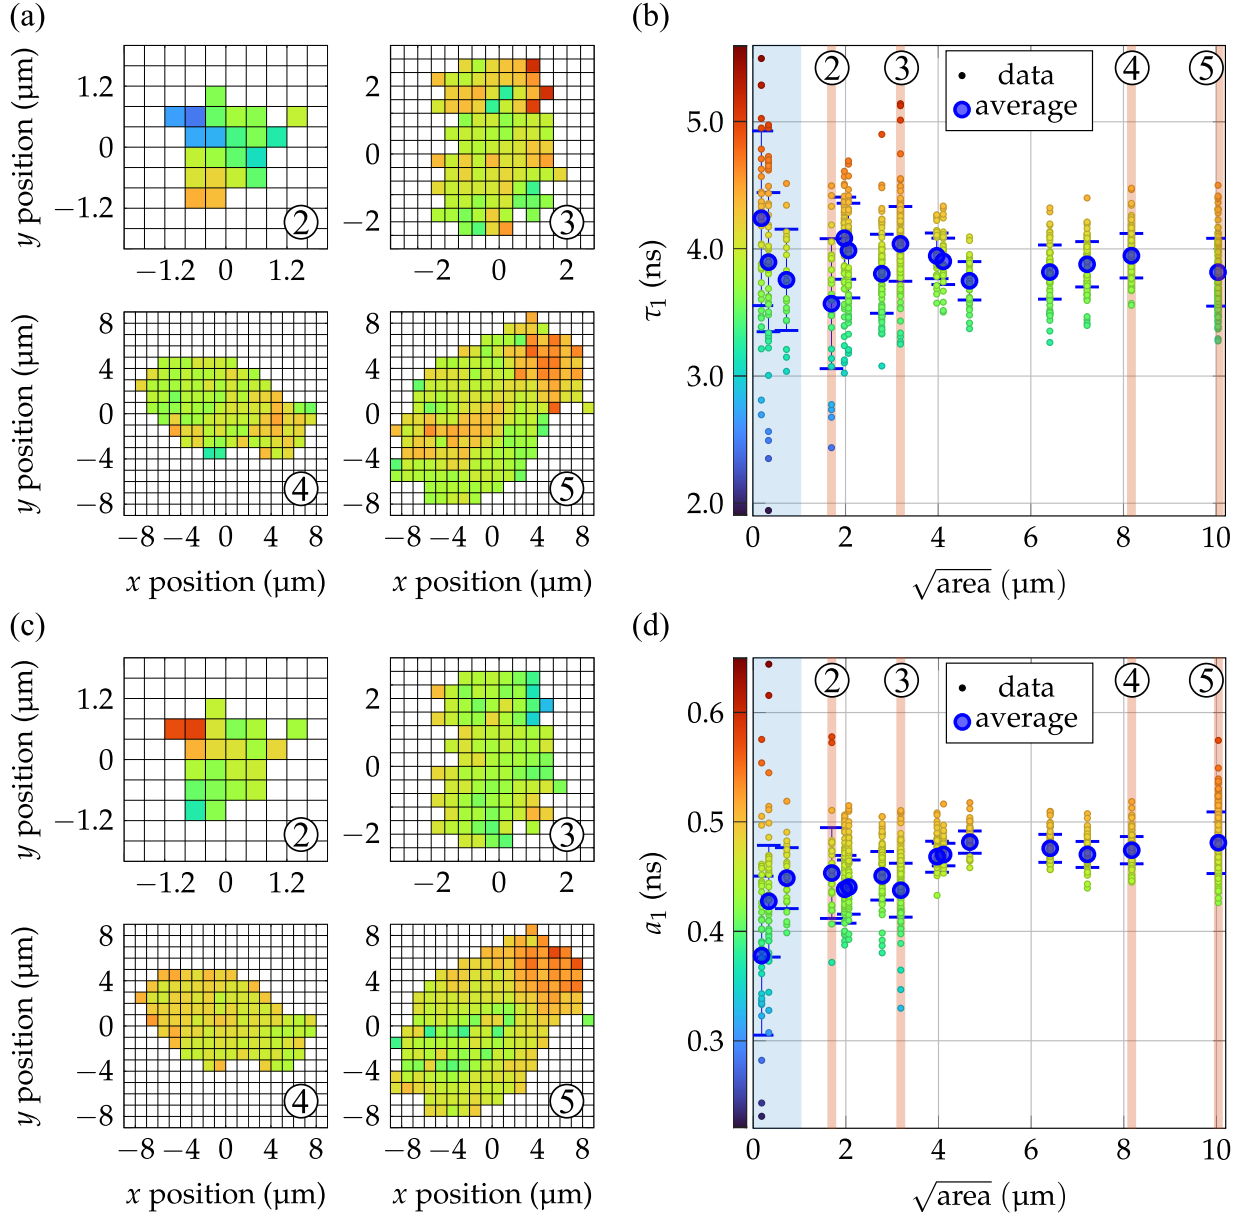 (a)
y position (μm)
1.2
0
−1.2
−1.2 0 1.2
2
2
0
−2
−2 0 2
3
y position (μm)
4
0
−4
−8
−8 −4 0 4 8
x position (μm)
4
8
4
0
−4
−8
−8 −4 0 4 8
x position (μm)
5
(b)
2 3 4 5
data
average
τ1 (ns)
5.0
4.0
3.0
2.0
0 2 4 6 8 10
√area (μm)
(c)
y position (μm)
1.2
0
−1.2
−1.2 0 1.2
2
2
0
−2
−2 0 2
3
y position (μm)
8
4
0
−4
−8
−8 −4 0 4 8
x position (μm)
4
8
4
0
−4
−8
−8 −4 0 4 8
x position (μm)
5
(d)
2 3 4 5
data
average
a1 (ns)
0.6
0.5
0.4
0.3
0 2 4 6 8 10
√area (μm)